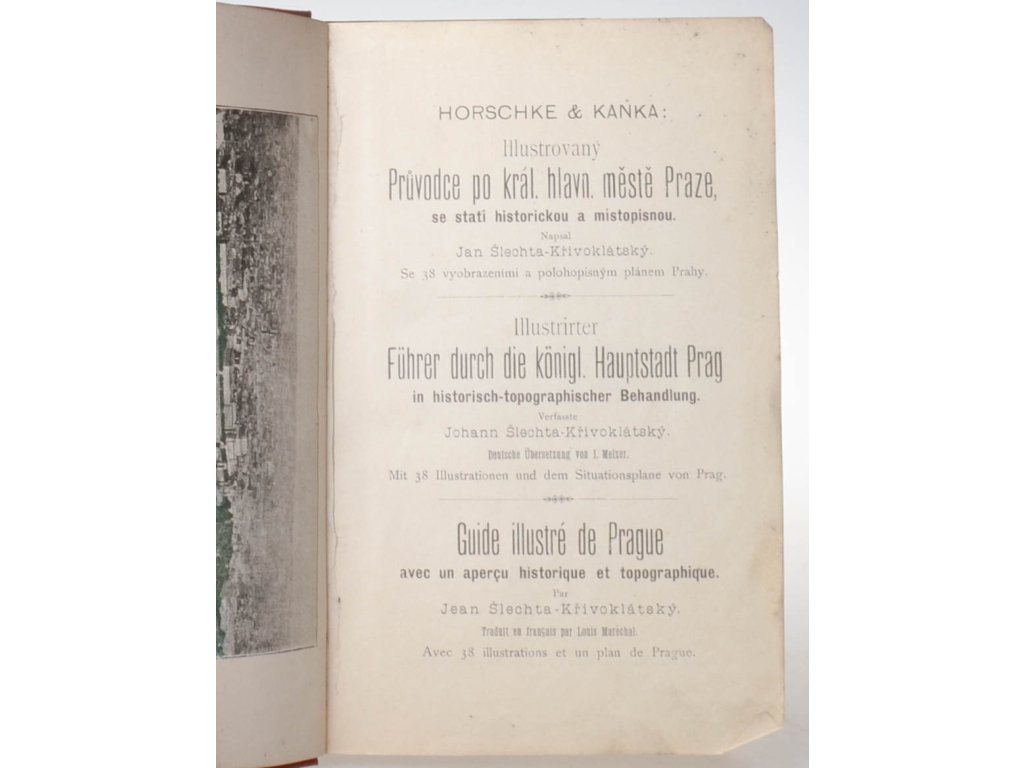 HORSCHKE & KAŇKA:
Illustrovaný
Průvodce po král. hlavn. městě Praze,
se statí historickou a mistopisnou.
Napsal
Jan Šlechta-Křivoklátský.
Se 38 vyobrazeními a polohopisným plánem Prahy.
Illustrirter
Führer durch die königl. Hauptstadt Prag
in historisch-topographischer Behandlung.
Verfasste
Johann Šlechta-Křivoklátský.
Deutsche Übersetzung von I. Melzer.
Mit 38 Illustrationen und dem Situationsplane von Prag.
Guide illustré de Prague
avec un aperçu historique et topographique.
Par
Jean Šlechta-Křivoklátský.
Traduit en français par Louis Maréchal.
Avec 38 illustrations et un plan de Prague.